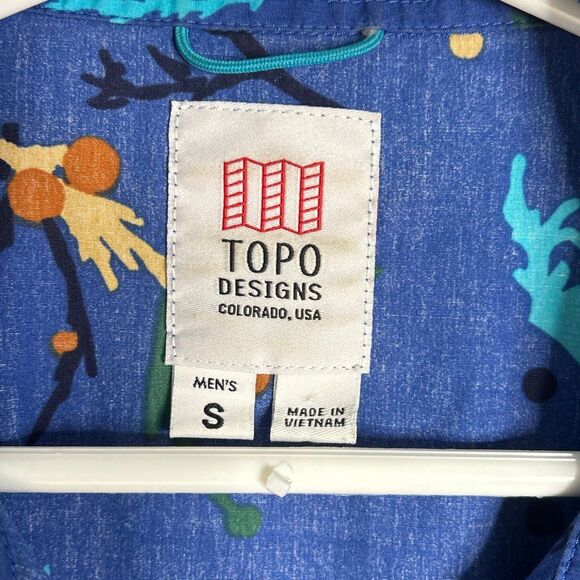 TOPO
DESIGNS
COLORADO, USA
MEN'S
S
MADE IN
VIETNAM